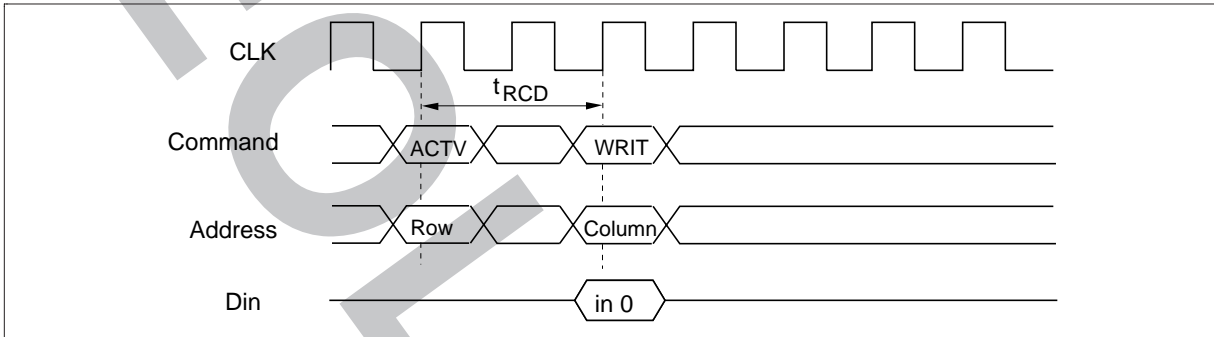 CLK
tRCD
Command
ACTV
WRIT
Address
Row
Column
Din
in 0